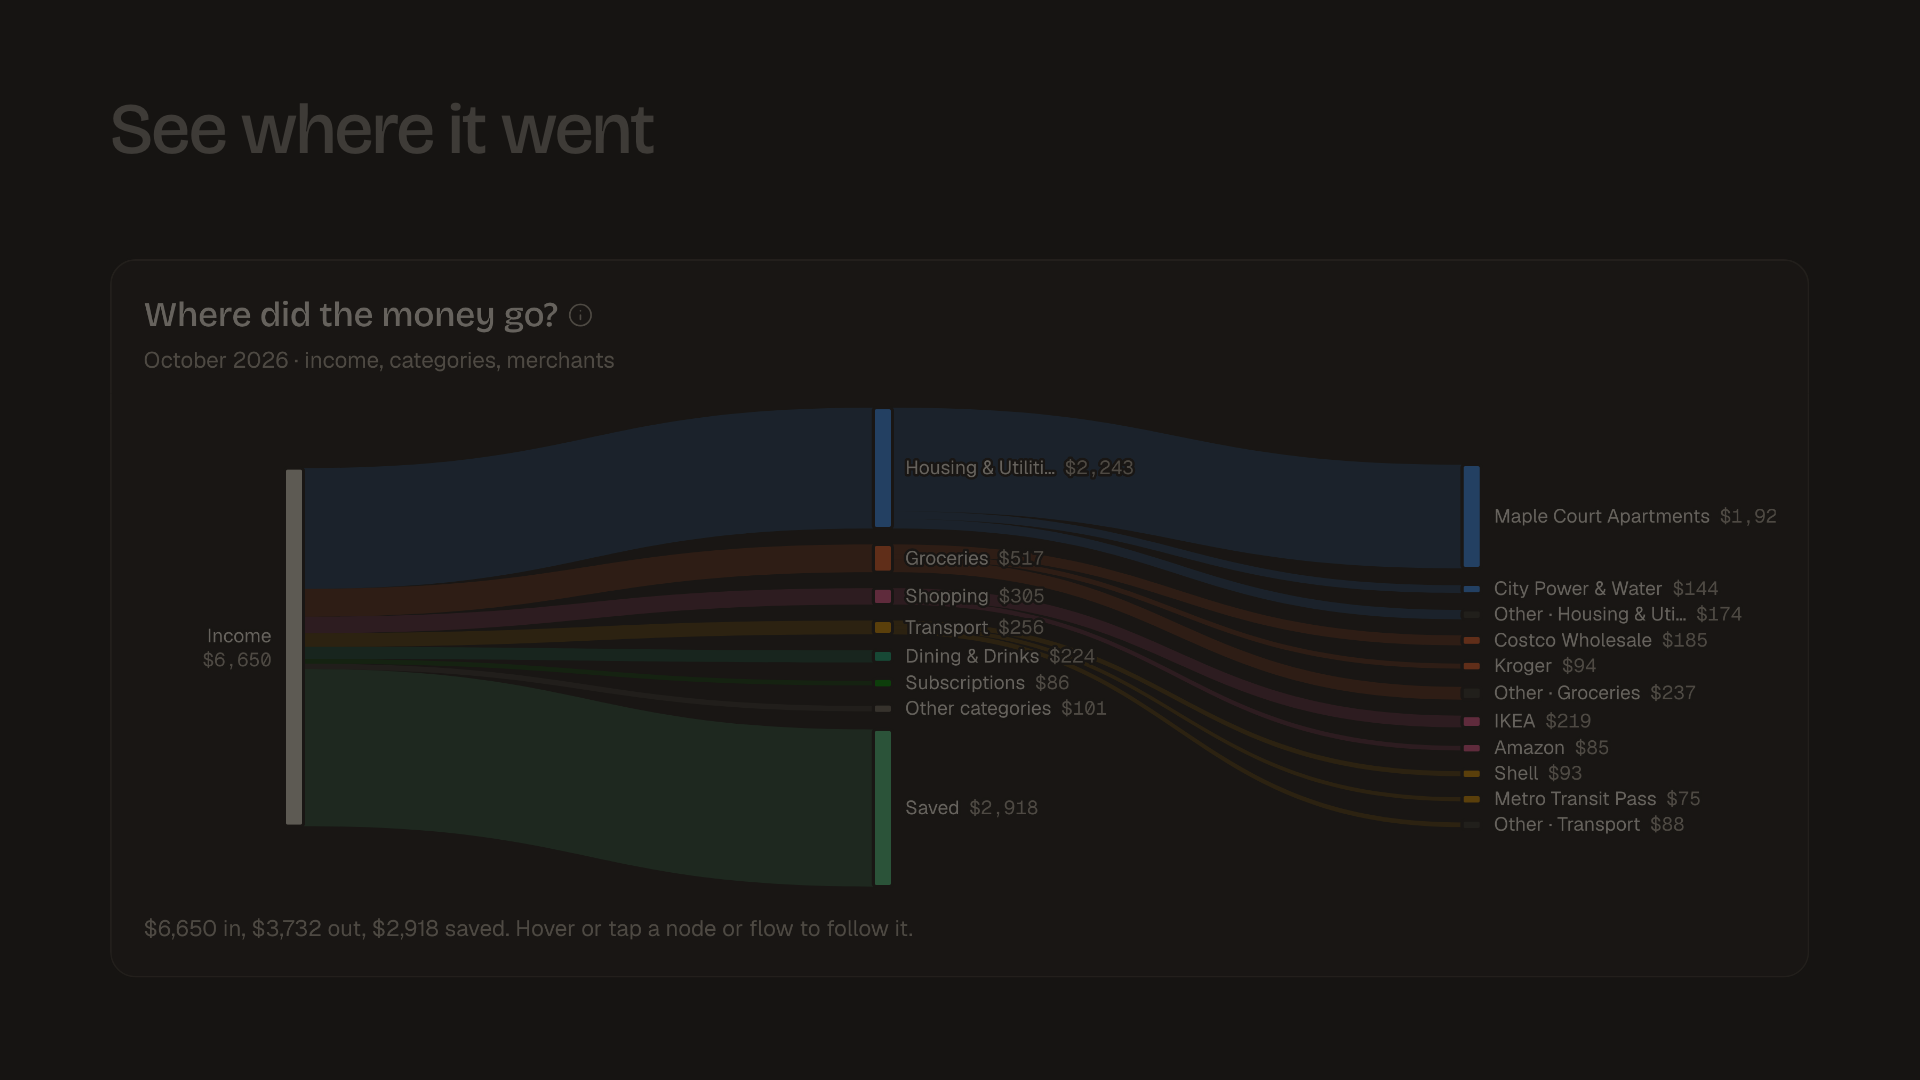 See where it went
Where did the money go?
October 2026 · income, categories, merchants
Income
$6,650
Housing & Utiliti... $2,243
Groceries $517
Shopping $305
Transport $256
Dining & Drinks $224
Subscriptions $86
Other categories $101
Saved $2,918
Maple Court Apartments $1,92
City Power & Water $144
Other · Housing & Uti... $174
Costco Wholesale $185
Kroger $94
Other · Groceries $237
IKEA $219
Amazon $85
Shell $93
Metro Transit Pass $75
Other · Transport $88
$6,650 in, $3,732 out, $2,918 saved. Hover or tap a node or flow to follow it.